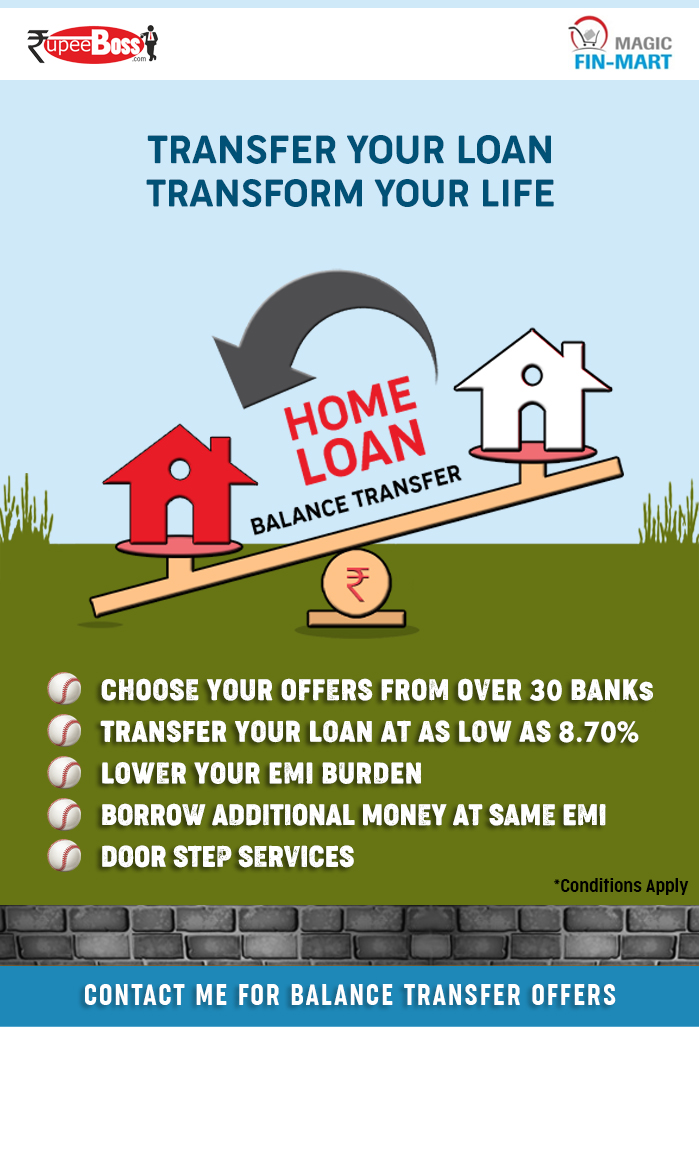 ₹upeeBoss
.com
MAGIC
FIN-MART
TRANSFER YOUR LOAN
TRANSFORM YOUR LIFE
HOME
LOAN
BALANCE TRANSFER
₹
CHOOSE YOUR OFFERS FROM OVER 30 BANKs
TRANSFER YOUR LOAN AT AS LOW AS 8.70%
LOWER YOUR EMI BURDEN
BORROW ADDITIONAL MONEY AT SAME EMI
DOOR STEP SERVICES
*Conditions Apply
CONTACT ME FOR BALANCE TRANSFER OFFERS